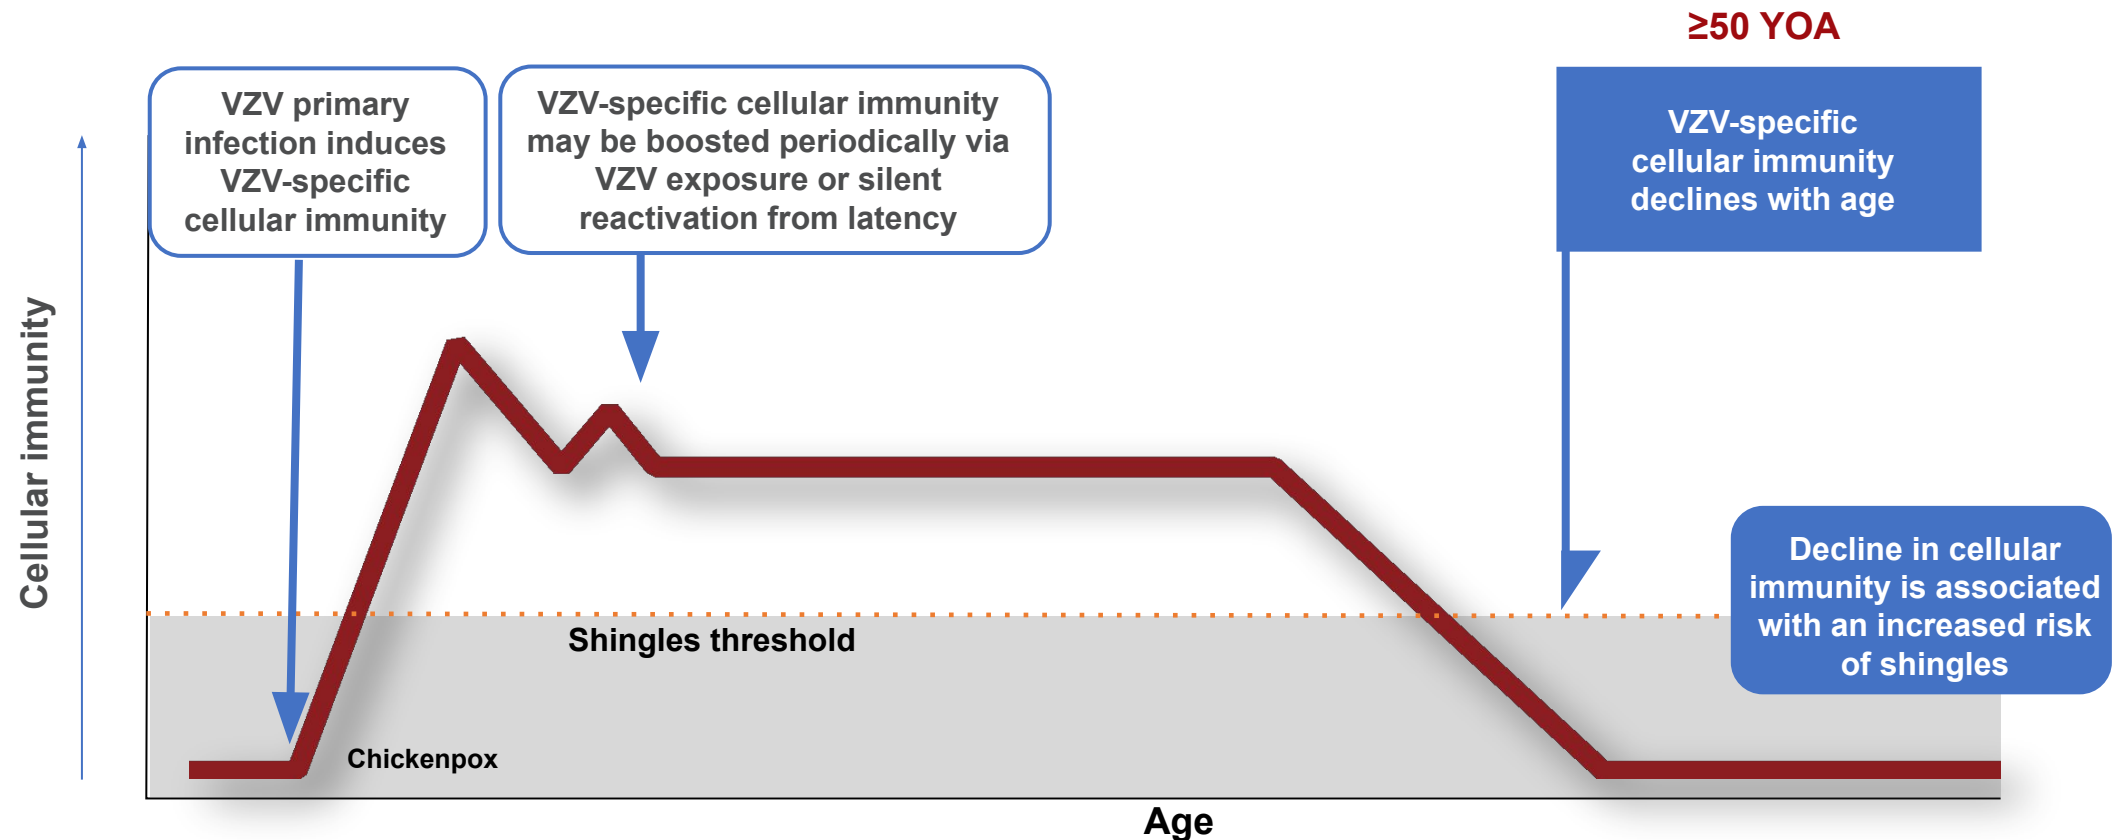 ≥50 YOA
VZV primary
infection induces
VZV-specific
cellular immunity
VZV-specific cellular immunity
may be boosted periodically via
VZV exposure or silent
reactivation from latency
VZV-specific
cellular immunity
declines with age
Cellular immunity
Decline in cellular
immunity is associated
with an increased risk
of shingles
Shingles threshold
Chickenpox
Age